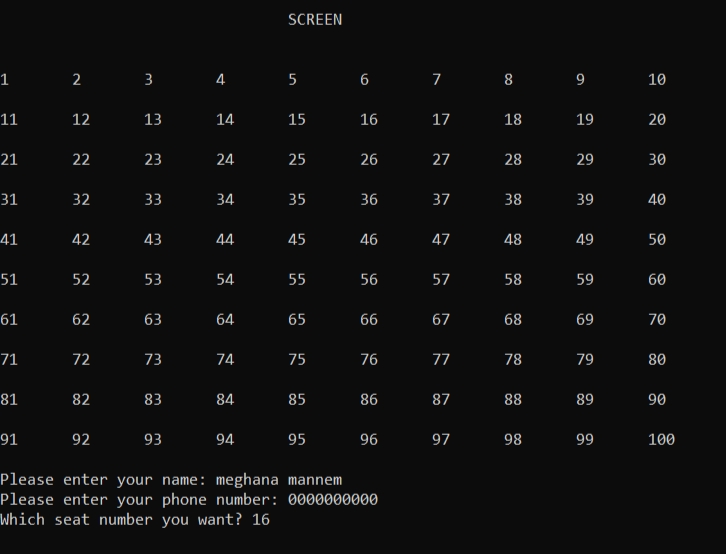 SCREEN
1 2 3 4 5 6 7 8 9 10
11 12 13 14 15 16 17 18 19 20
21 22 23 24 25 26 27 28 29 30
31 32 33 34 35 36 37 38 39 40
41 42 43 44 45 46 47 48 49 50
51 52 53 54 55 56 57 58 59 60
61 62 63 64 65 66 67 68 69 70
71 72 73 74 75 76 77 78 79 80
81 82 83 84 85 86 87 88 89 90
91 92 93 94 95 96 97 98 99 100
Please enter your name: meghana mannem
Please enter your phone number: 0000000000
Which seat number you want? 16